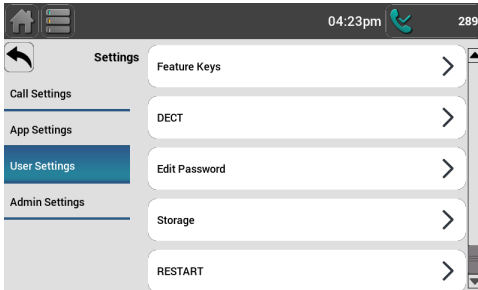 04:23pm 289
Settings
Call Settings
App Settings
User Settings
Admin Settings
Feature Keys
DECT
Edit Password
Storage
RESTART